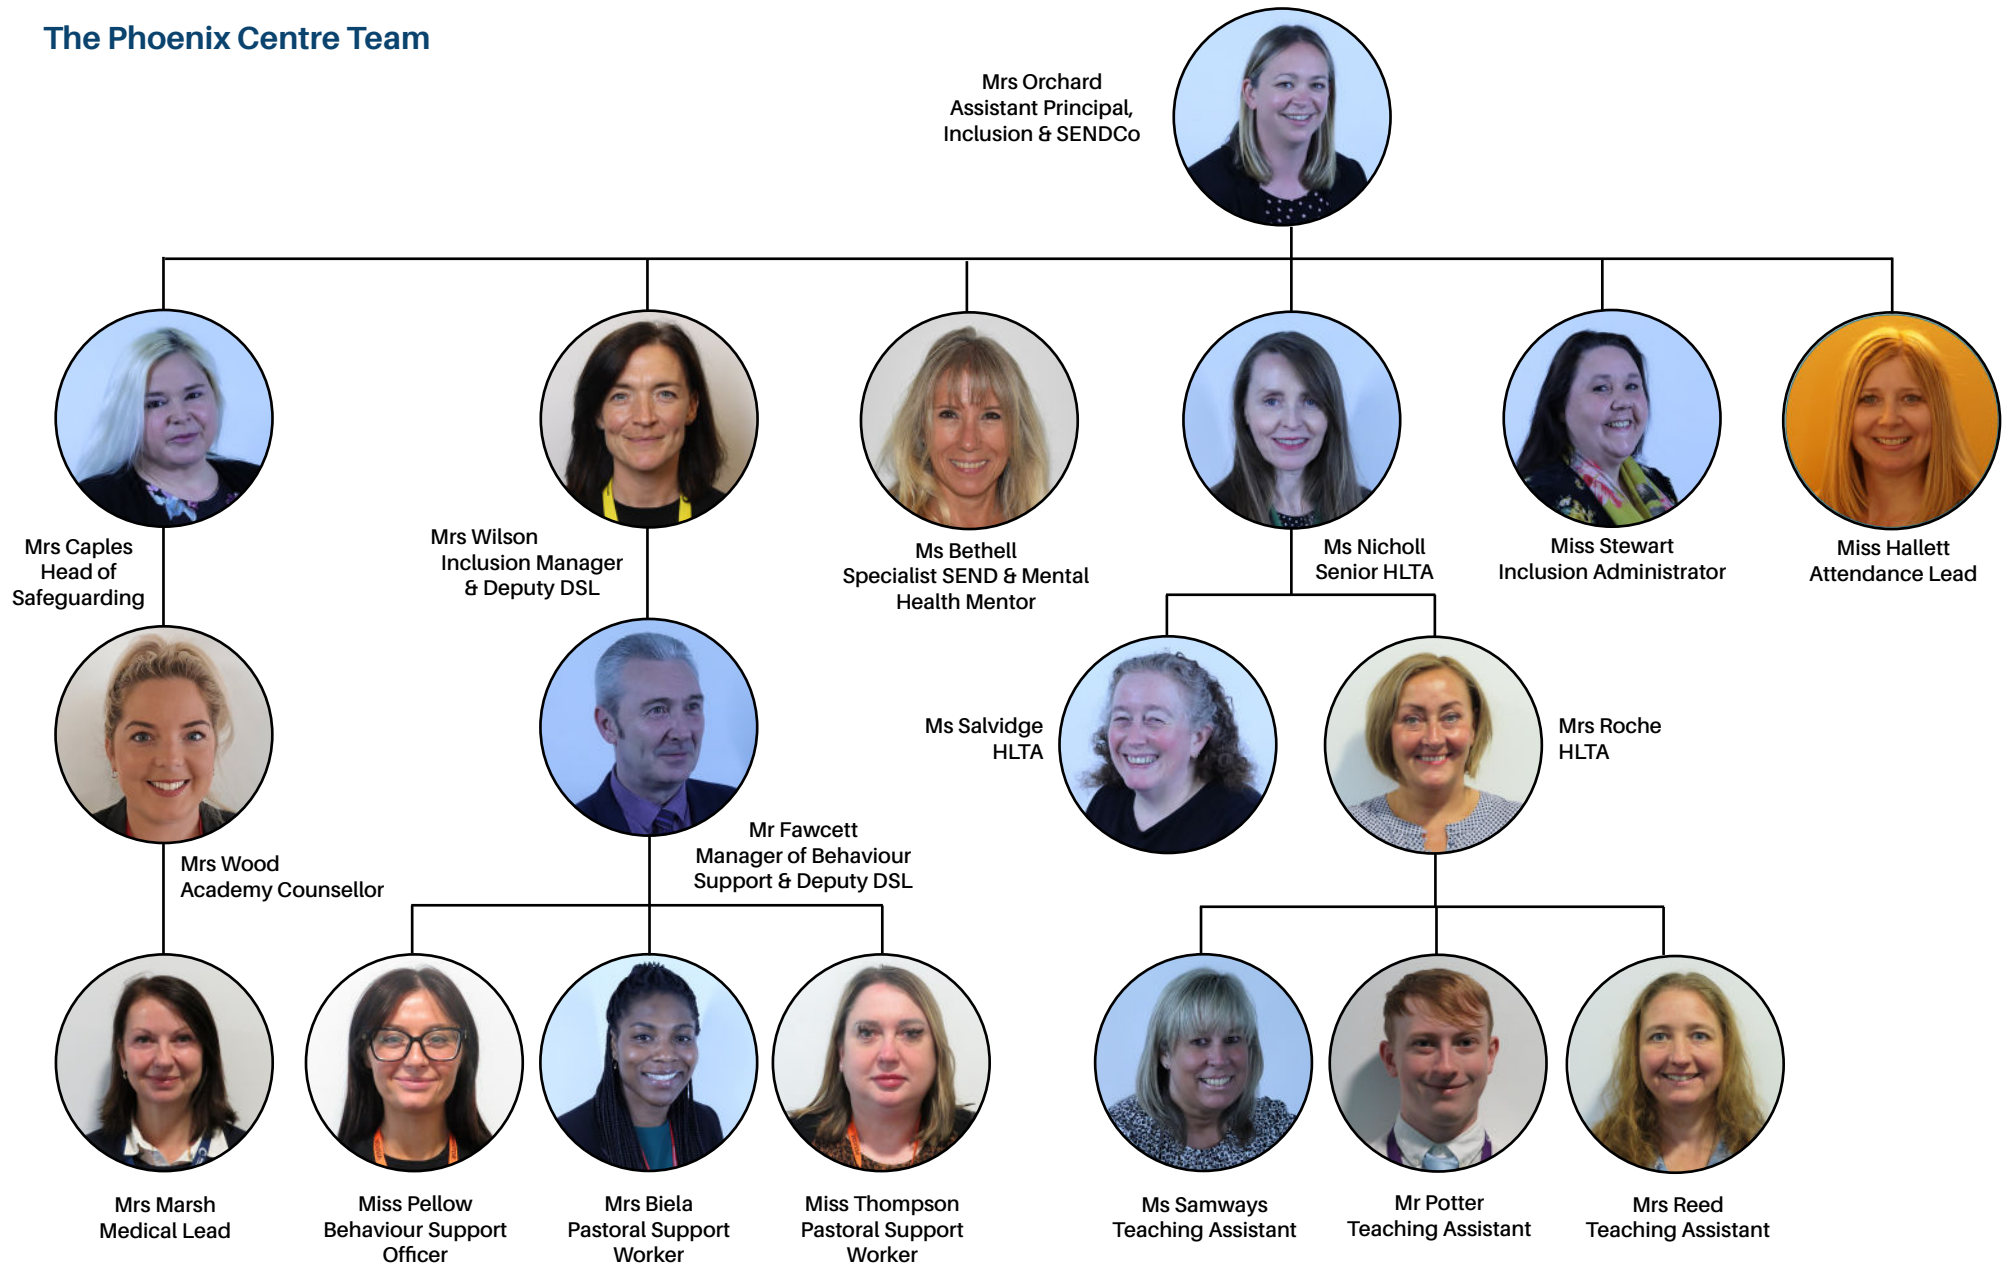 The Phoenix Centre Team
Mrs Orchard
Assistant Principal,
Inclusion & SENDCo
Mrs Caples
Head of
Safeguarding
Mrs Wilson
Inclusion Manager
& Deputy DSL
Ms Bethell
Specialist SEND & Mental
Health Mentor
Ms Nicholl
Senior HLTA
Miss Stewart
Inclusion Administrator
Miss Hallett
Attendance Lead
Ms Salvidge
HLTA
Mrs Roche
HLTA
Mr Fawcett
Manager of Behaviour
Support & Deputy DSL
Mrs Wood
Academy Counsellor
Mrs Marsh
Medical Lead
Miss Pellow
Behaviour Support
Officer
Mrs Biela
Pastoral Support
Worker
Miss Thompson
Pastoral Support
Worker
Ms Samways
Teaching Assistant
Mr Potter
Teaching Assistant
Mrs Reed
Teaching Assistant